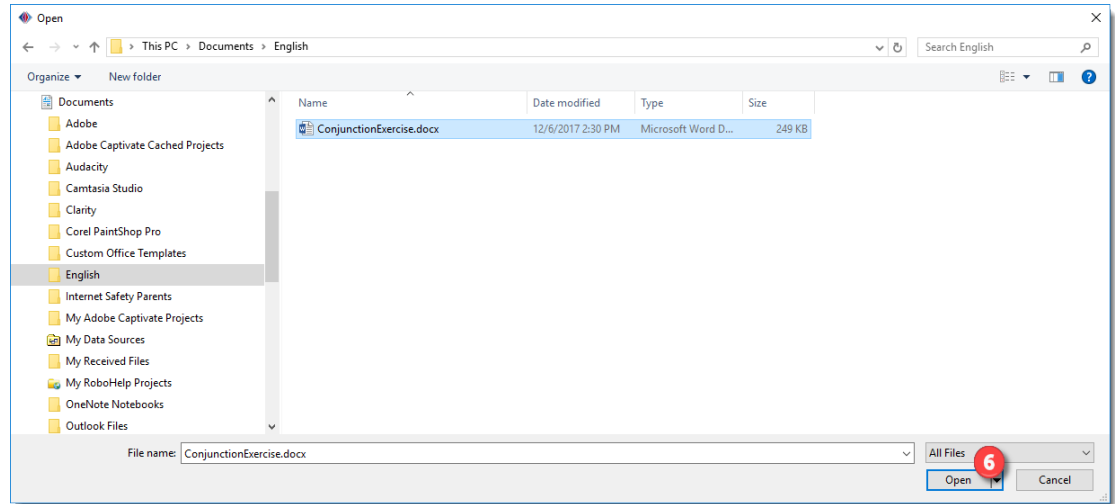 Open
This PC > Documents > English
Search English
Organize New folder
Documents
Adobe
Adobe Captivate Cached Projects
Audacity
Camtasia Studio
Clarity
Corel PaintShop Pro
Custom Office Templates
English
Internet Safety Parents
My Adobe Captivate Projects
My Data Sources
My Received Files
My RoboHelp Projects
OneNote Notebooks
Outlook Files
Name Date modified Type Size
ConjunctionExercise.docx 12/6/2017 2:30 PM Microsoft Word D... 249 KB
File name: ConjunctionExercise.docx
All Files
6
Open Cancel